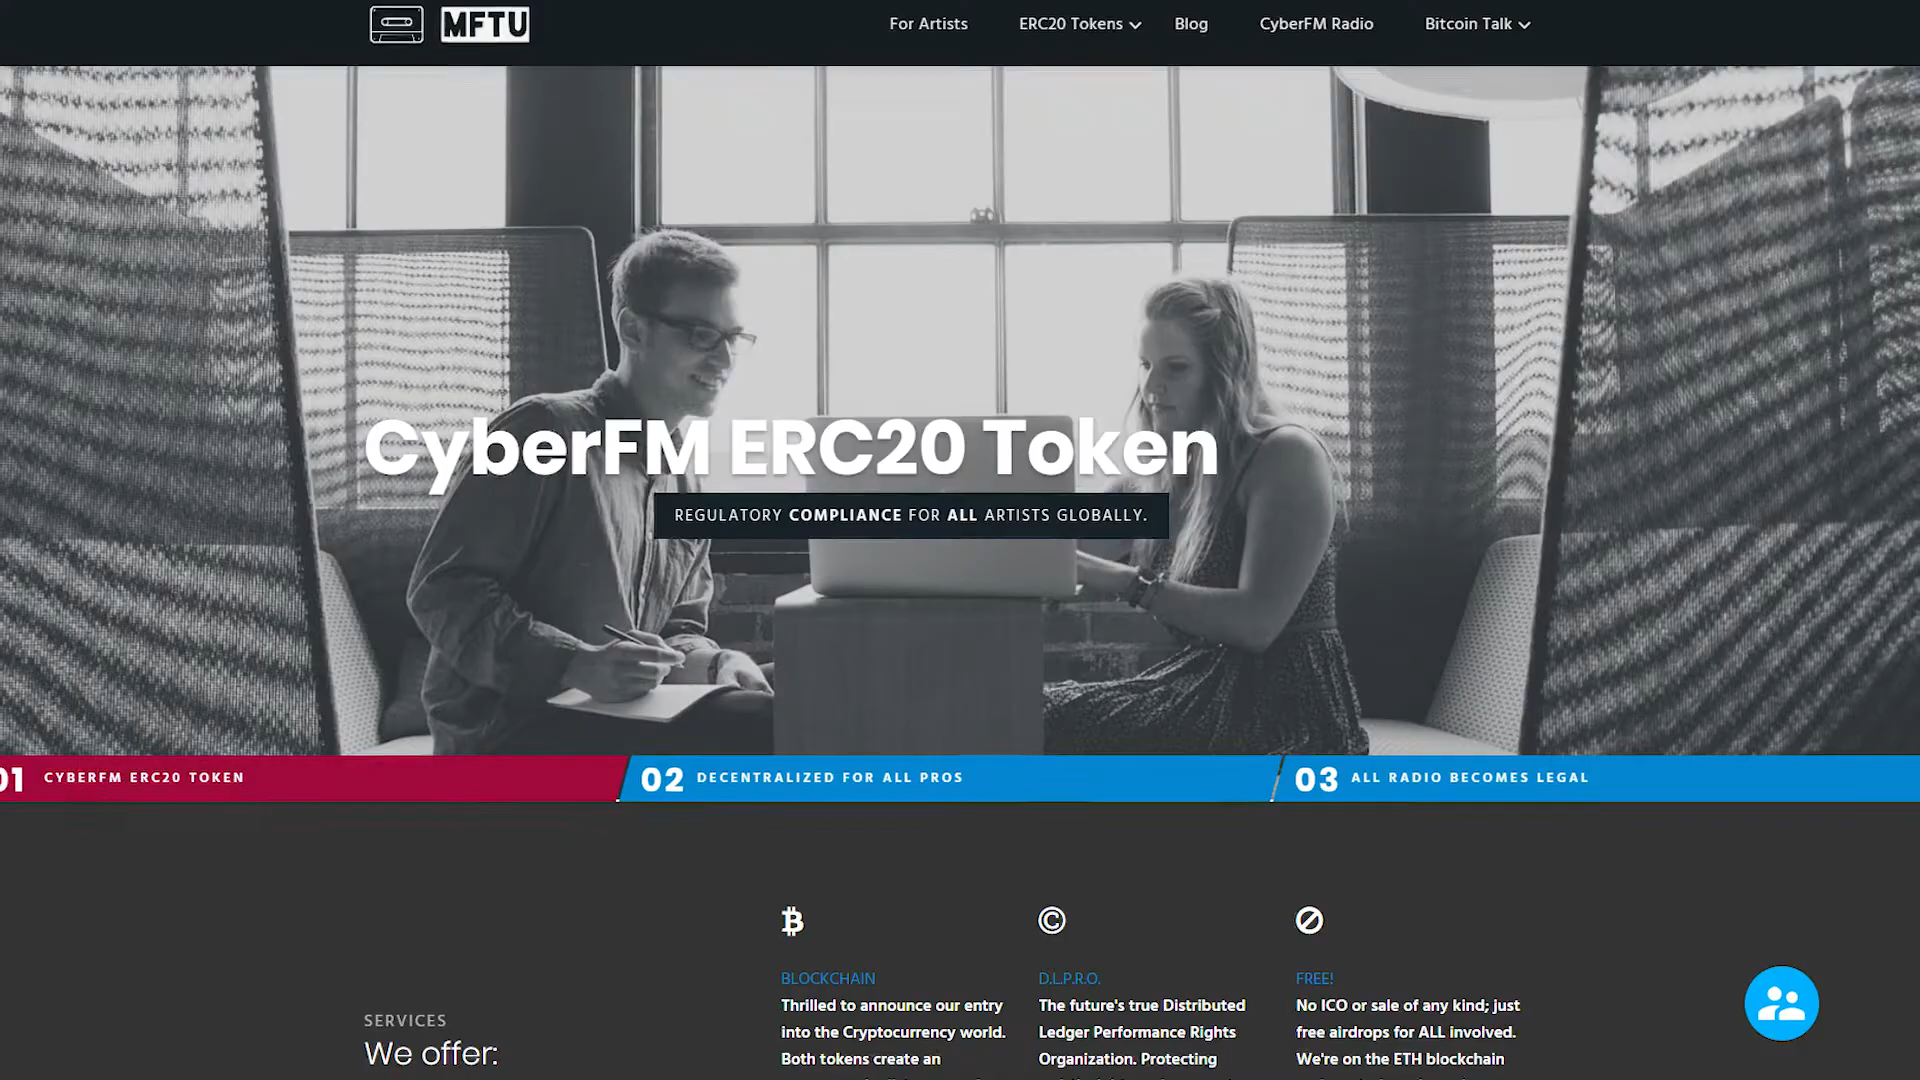 MFTU
For Artists
ERC20 Tokens
Blog
CyberFM Radio
Bitcoin Talk
CyberFM ERC20 Token
REGULATORY COMPLIANCE FOR ALL ARTISTS GLOBALLY.
01 CYBERFM ERC20 TOKEN
02 DECENTRALIZED FOR ALL PROS
03 ALL RADIO BECOMES LEGAL
SERVICES
We offer:
BLOCKCHAIN
Thrilled to announce our entry
into the Cryptocurrency world.
Both tokens create an
D.L.P.R.O.
The future's true Distributed
Ledger Performance Rights
Organization. Protecting
FREE!
No ICO or sale of any kind; just
free airdrops for ALL involved.
We're on the ETH blockchain